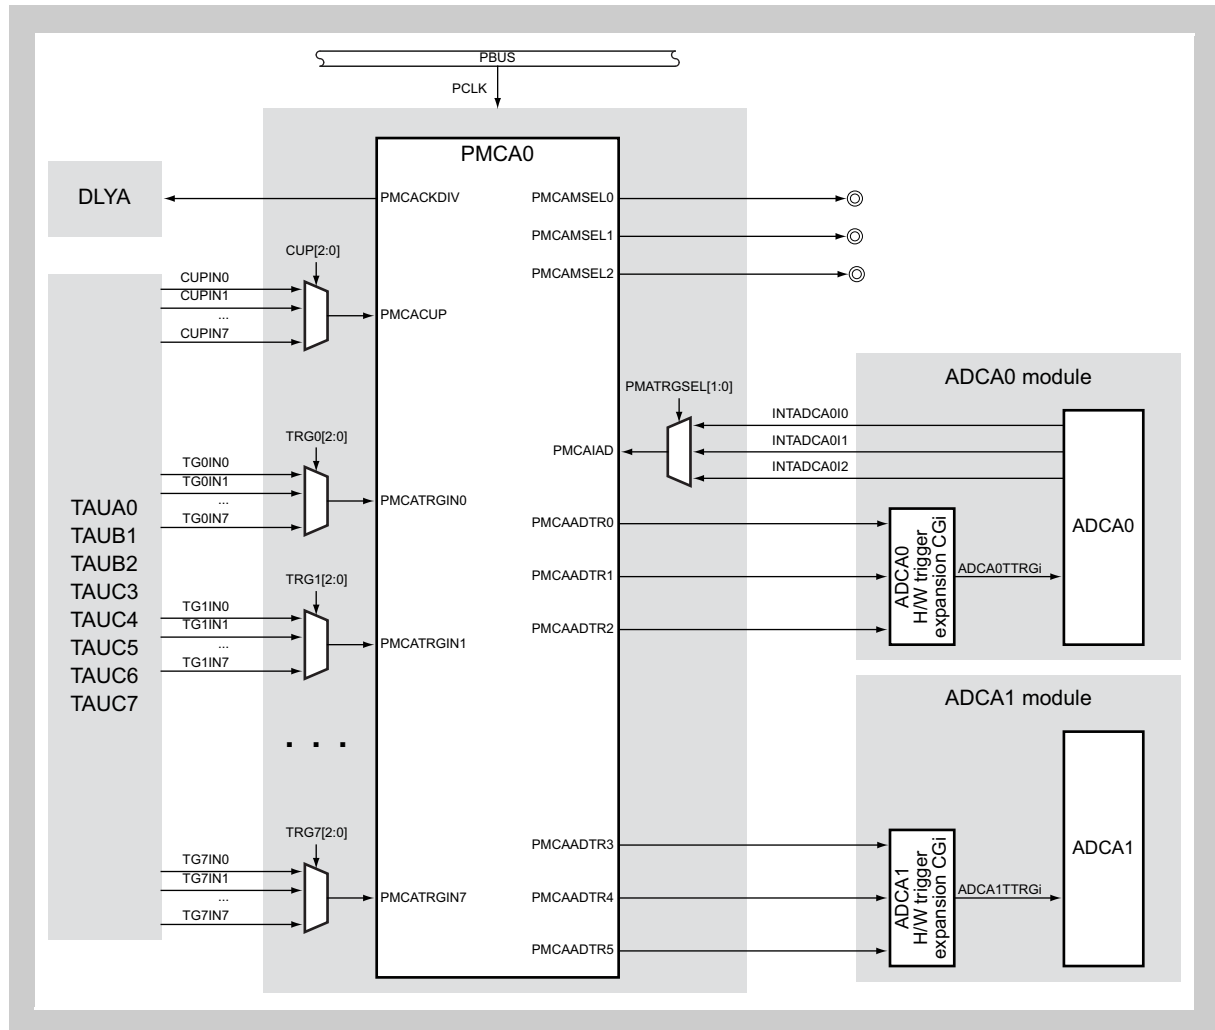 PBUS
PCLK
PMCA0
DLYA
PMCACKDIV
PMCAMSEL0
PMCAMSEL1
PMCAMSEL2
CUP[2:0]
CUPIN0
CUPIN1
...
CUPIN7
PMCACUP
ADCA0 module
PMATRGSEL[1:0]
INTADCA0I0
INTADCA0I1
INTADCA0I2
PMCAIAD
TRG0[2:0]
TG0IN0
TG0IN1
...
TG0IN7
PMCATRGIN0
TAUA0
TAUB1
TAUB2
TAUC3
TAUC4
TAUC5
TAUC6
TAUC7
PMCAADTR0
PMCAADTR1
PMCAADTR2
ADCA0
H/W trigger
expansion CGi
ADCA0TTRGi
ADCA0
TRG1[2:0]
TG1IN0
TG1IN1
...
TG1IN7
PMCATRGIN1
ADCA1 module
. . .
TRG7[2:0]
TG7IN0
TG7IN1
...
TG7IN7
PMCATRGIN7
PMCAADTR3
PMCAADTR4
PMCAADTR5
ADCA1
H/W trigger
expansion CGi
ADCA1TTRGi
ADCA1